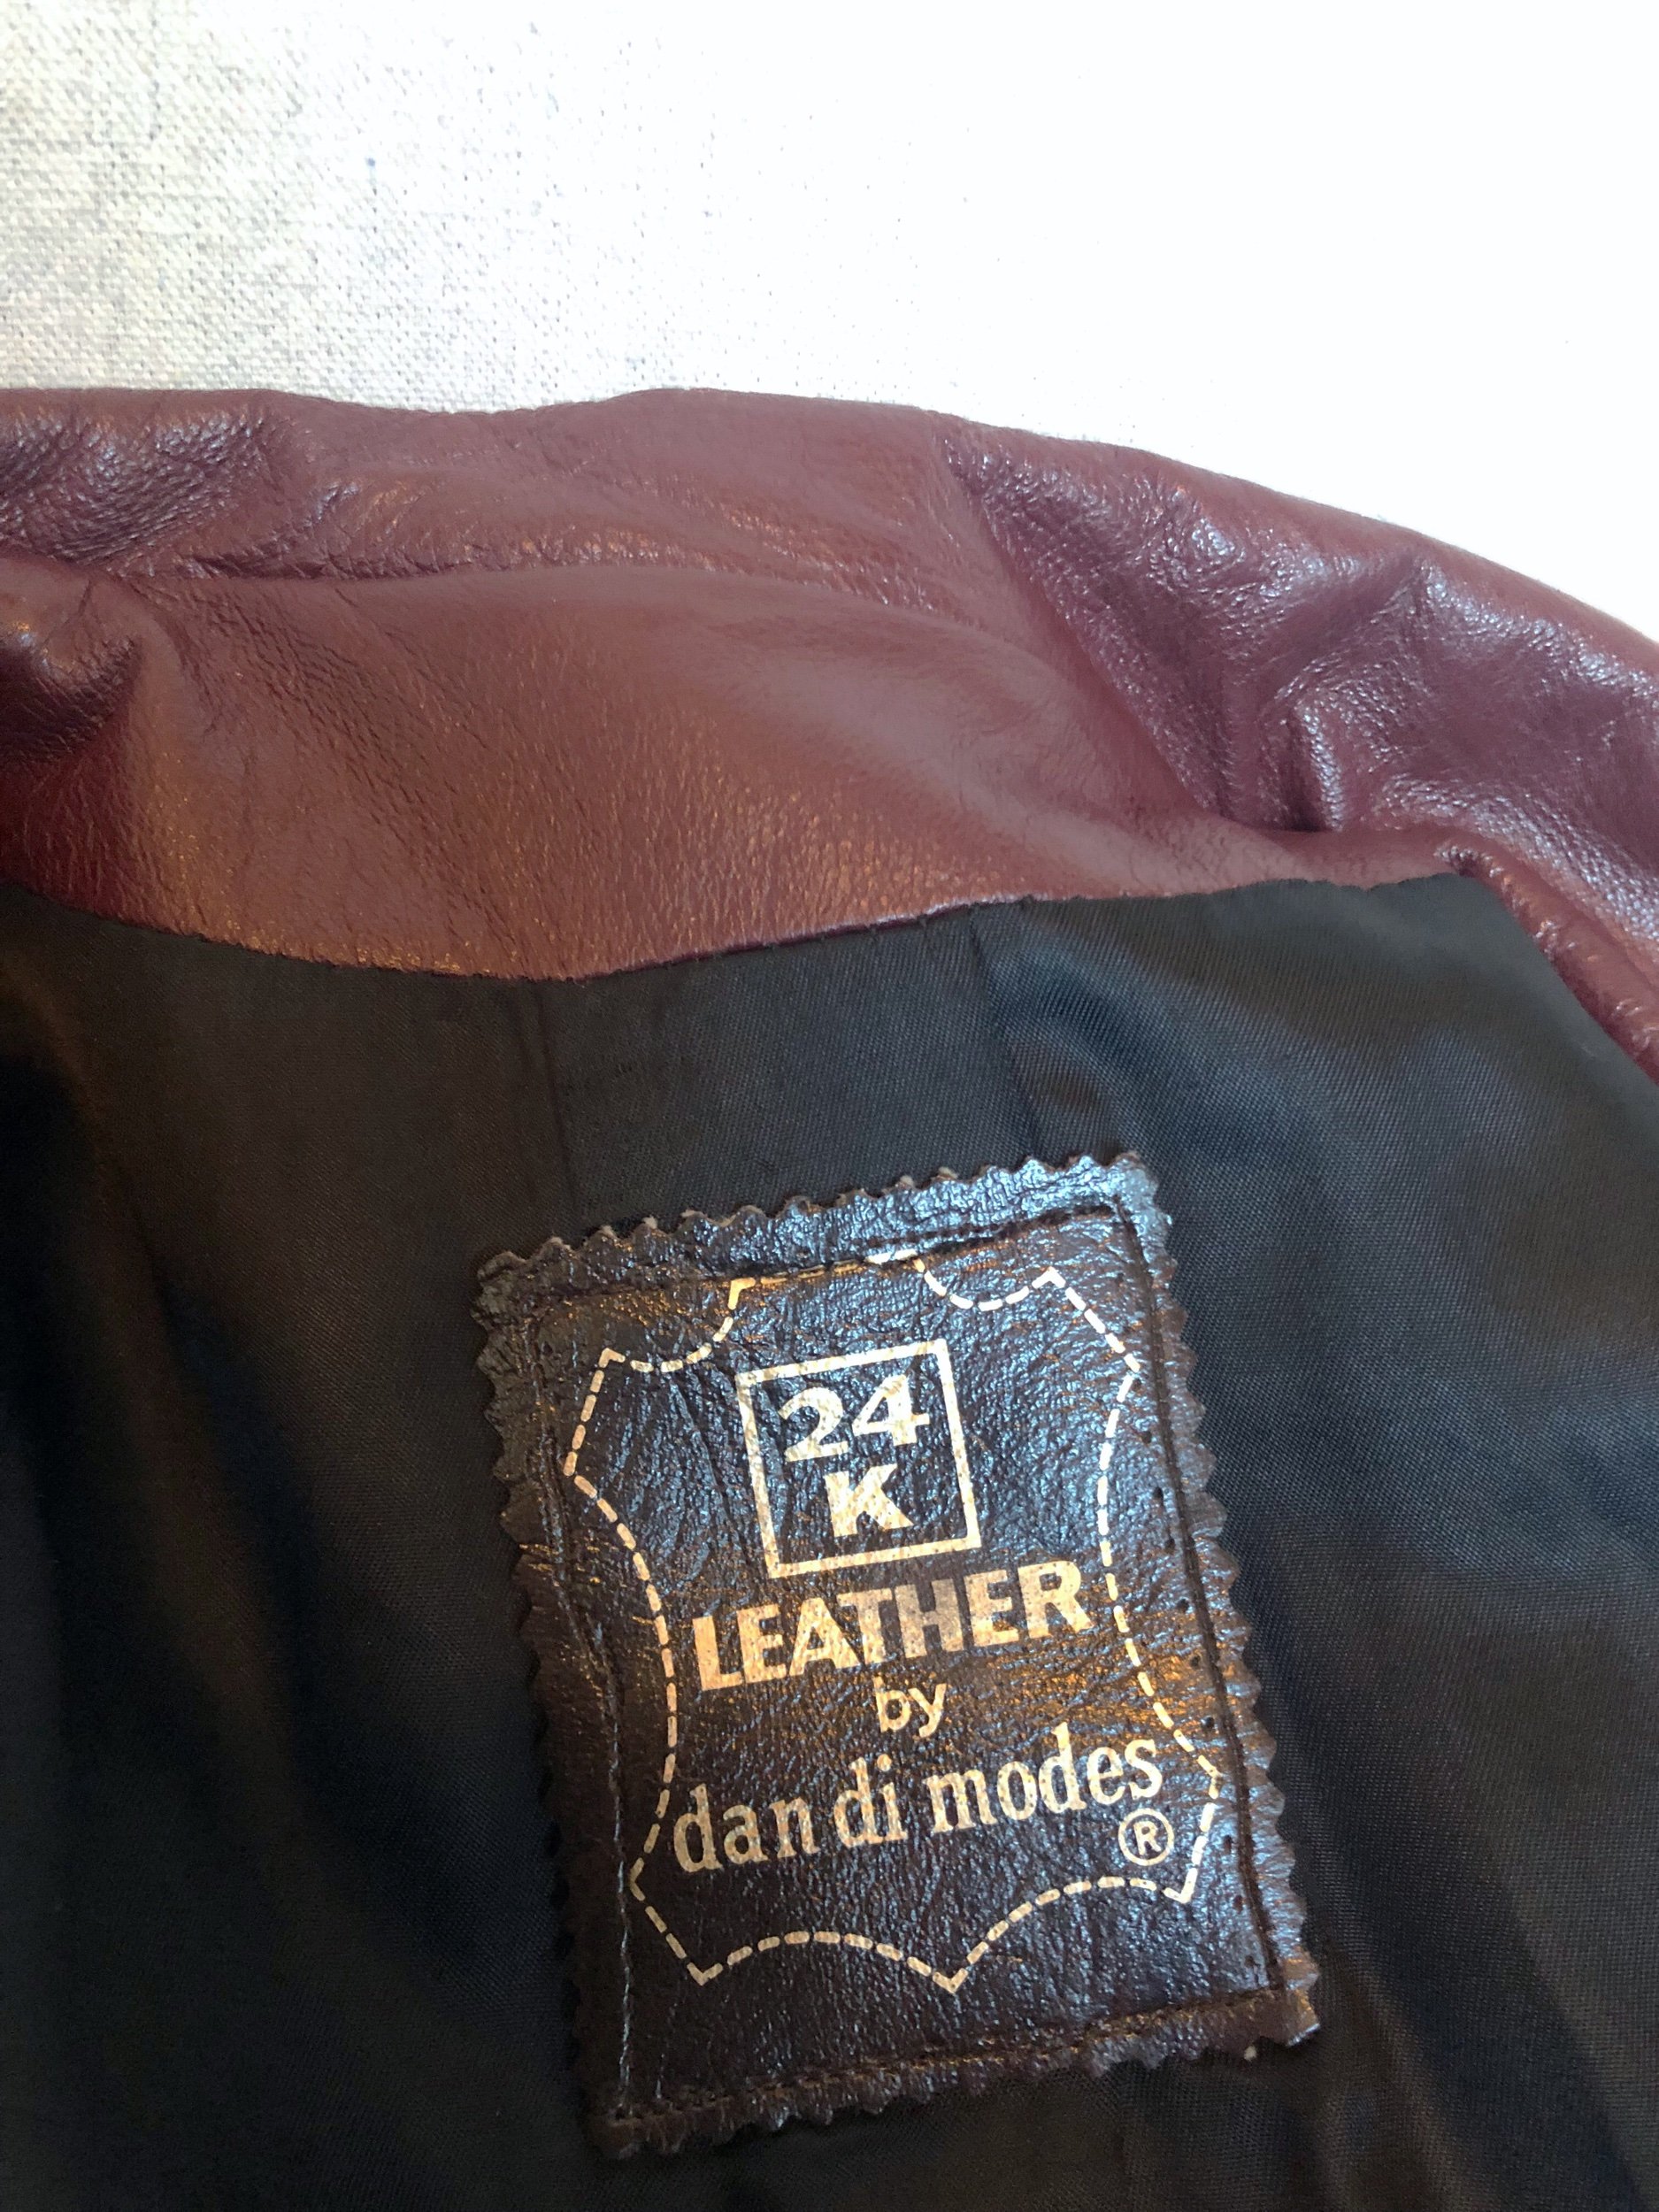 24
K
LEATHER
by
dan di modes
®